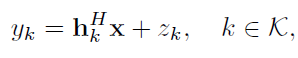 $y_k = \mathbf{h}_k^H \mathbf{x} + z_k, \quad k \in \mathcal{K},$